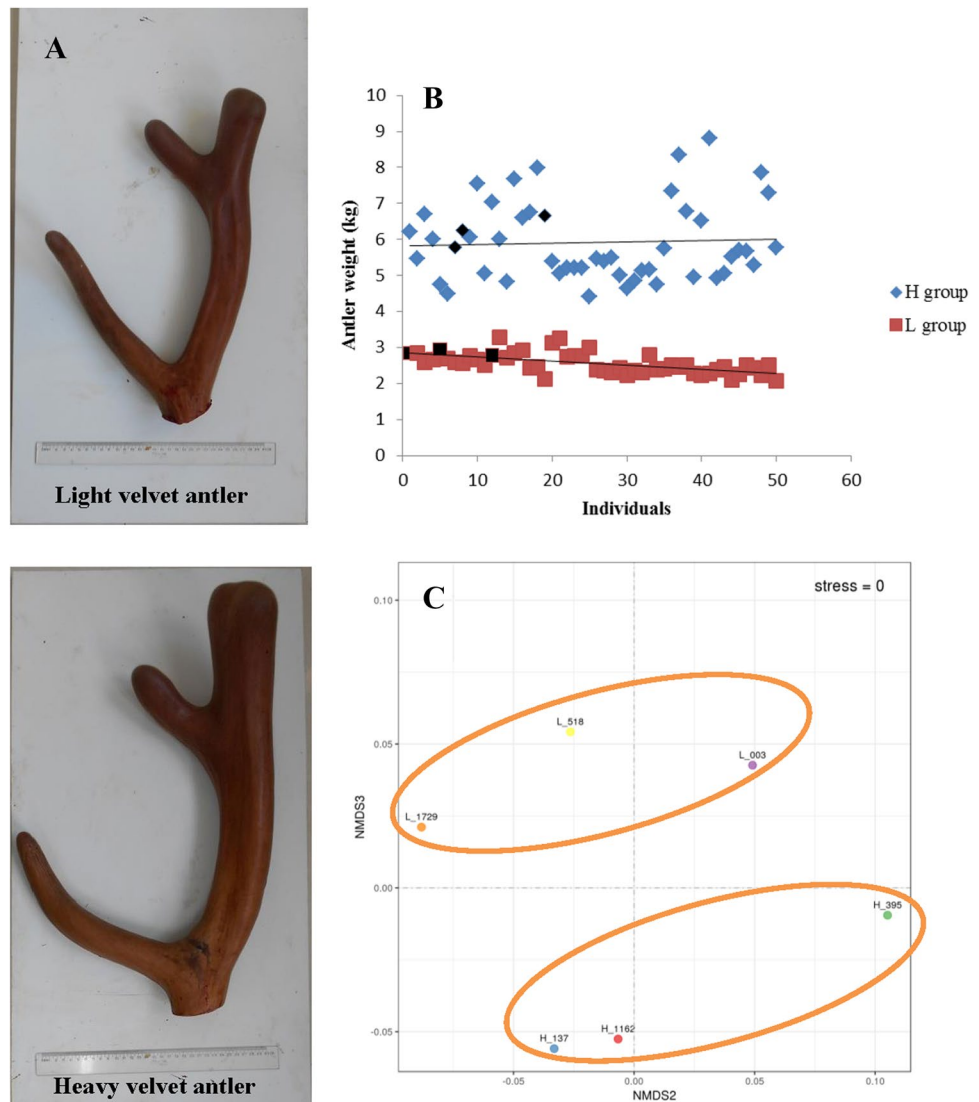 A
Light velvet antler
Heavy velvet antler
B
Antler weight (kg)
10
9
8
7
6
5
4
3
2
1
0
0 10 20 30 40 50 60
Individuals
H group
L group
C
stress = 0
NMDS3
0.10
0.05
0.00
-0.05
L_518
L_003
L_1729
H_395
H_1162
H_137
-0.05 0.00 0.05 0.10
NMDS2